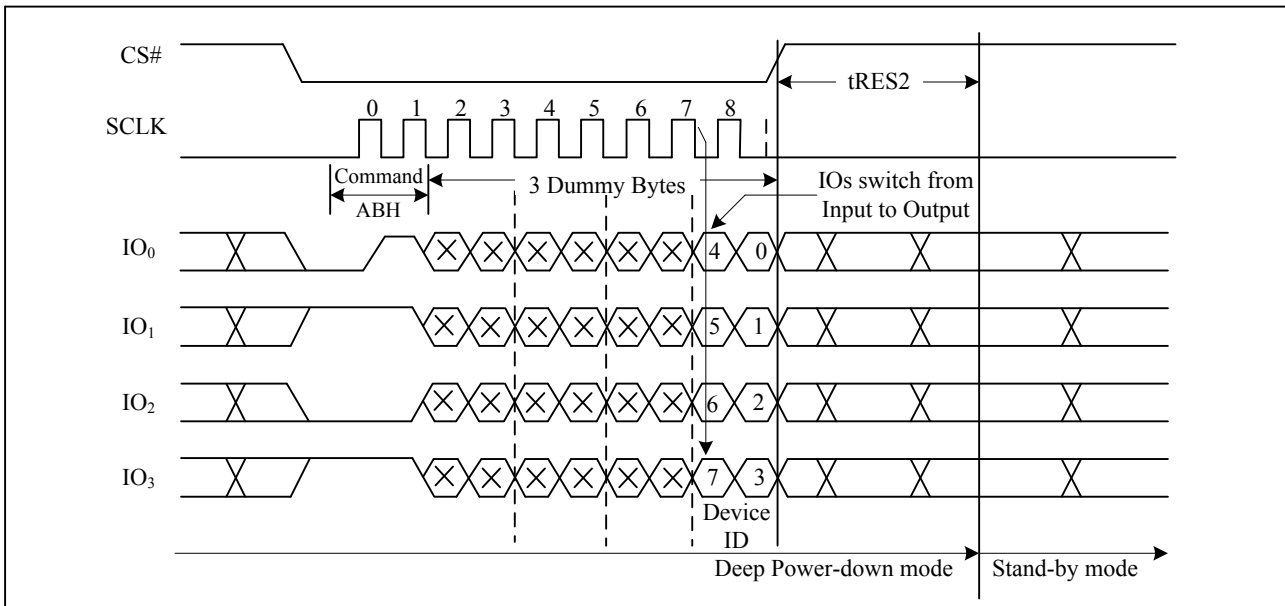 CS#
tRES2
0 1 2 3 4 5 6 7 8
SCLK
Command
ABH
3 Dummy Bytes
IOs switch from
Input to Output
IO₀ 4 0
IO₁ 5 1
IO₂ 6 2
IO₃ 7 3
Device
ID
Deep Power-down mode Stand-by mode